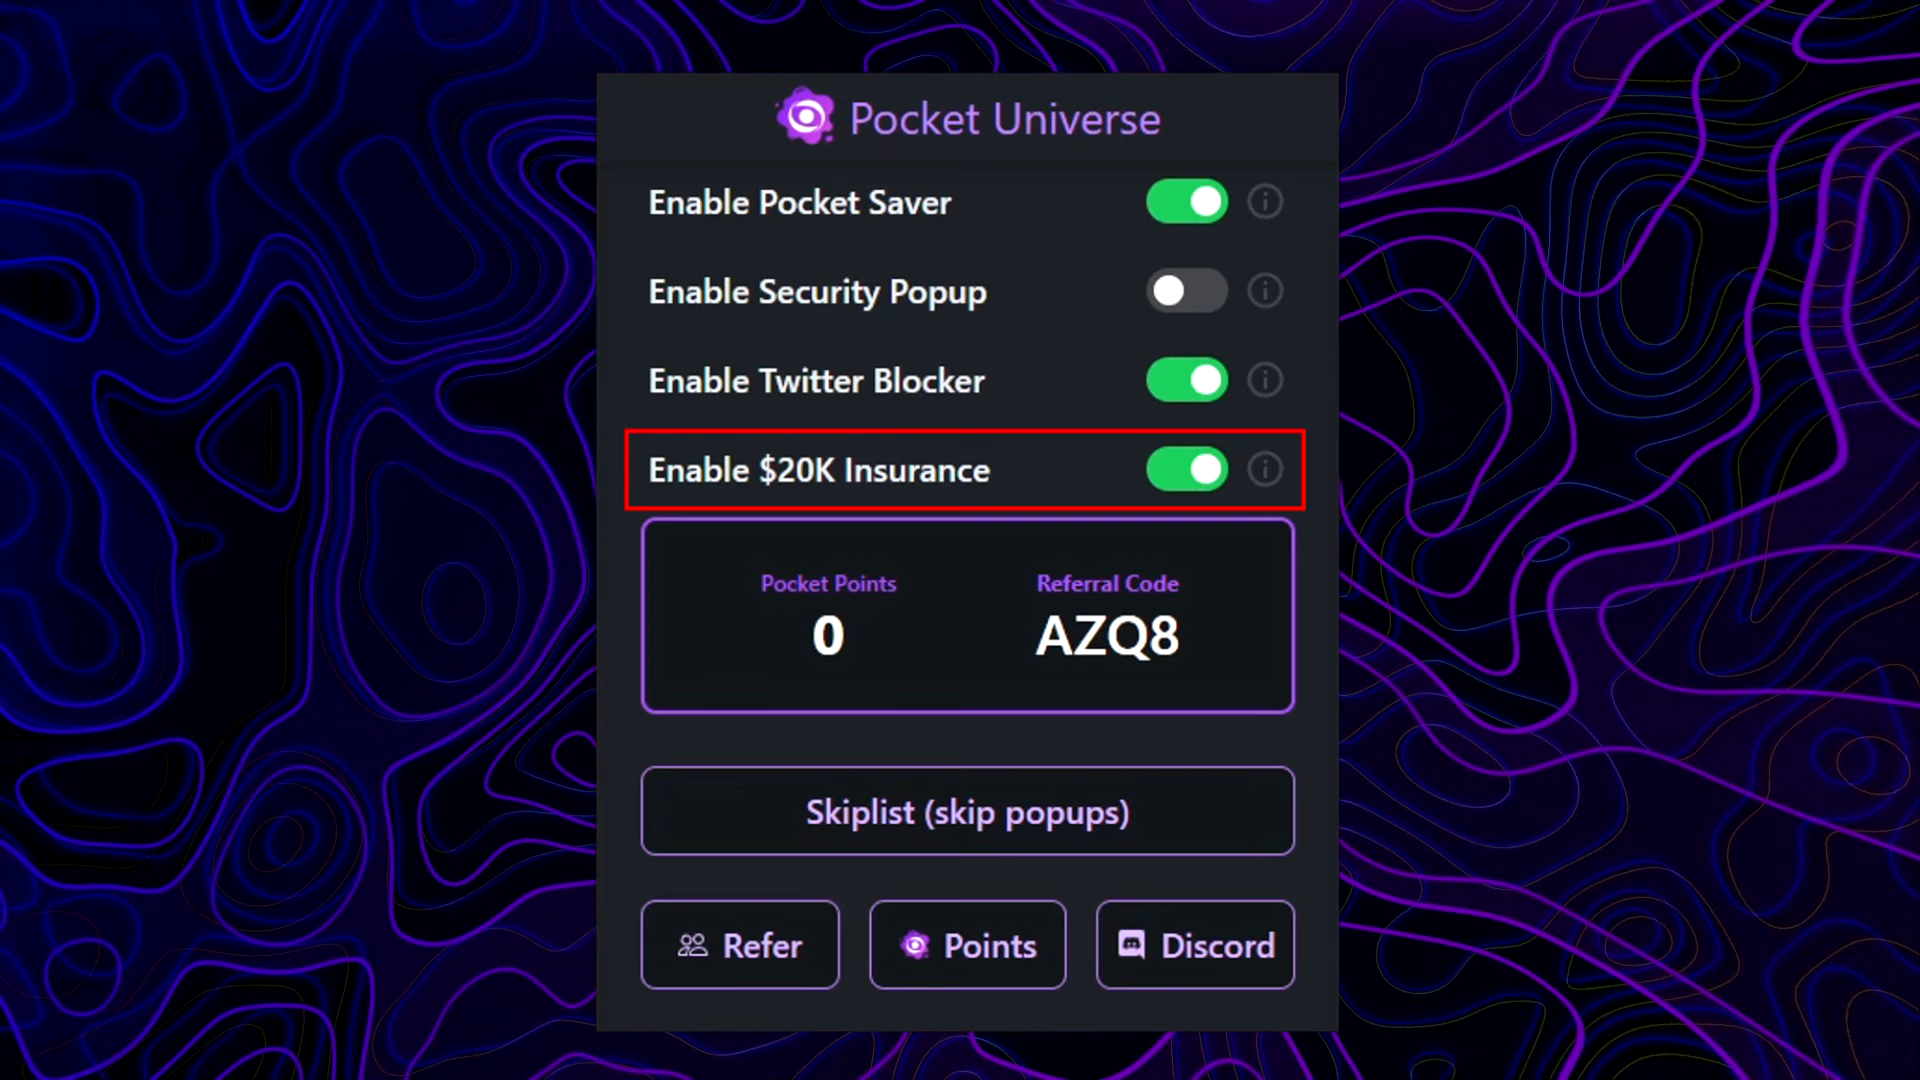 Pocket Universe
Enable Pocket Saver
Enable Security Popup
Enable Twitter Blocker
Enable $20K Insurance
Pocket Points
0
Referral Code
AZQ8
Skiplist (skip popups)
Refer
Points
Discord